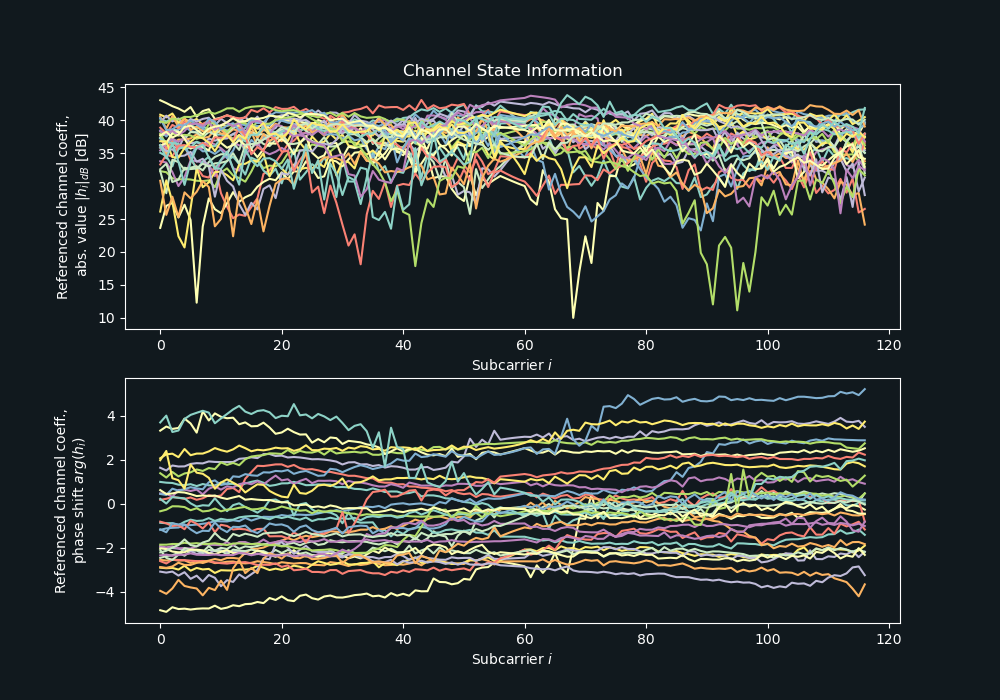 Channel State Information
Referenced channel coeff.,
abs. value |h_i|_dB [dB]
45
40
35
30
25
20
15
10
0 20 40 60 80 100 120
Subcarrier i
Referenced channel coeff.,
phase shift arg(h_i)
4
2
0
−2
−4
0 20 40 60 80 100 120
Subcarrier i